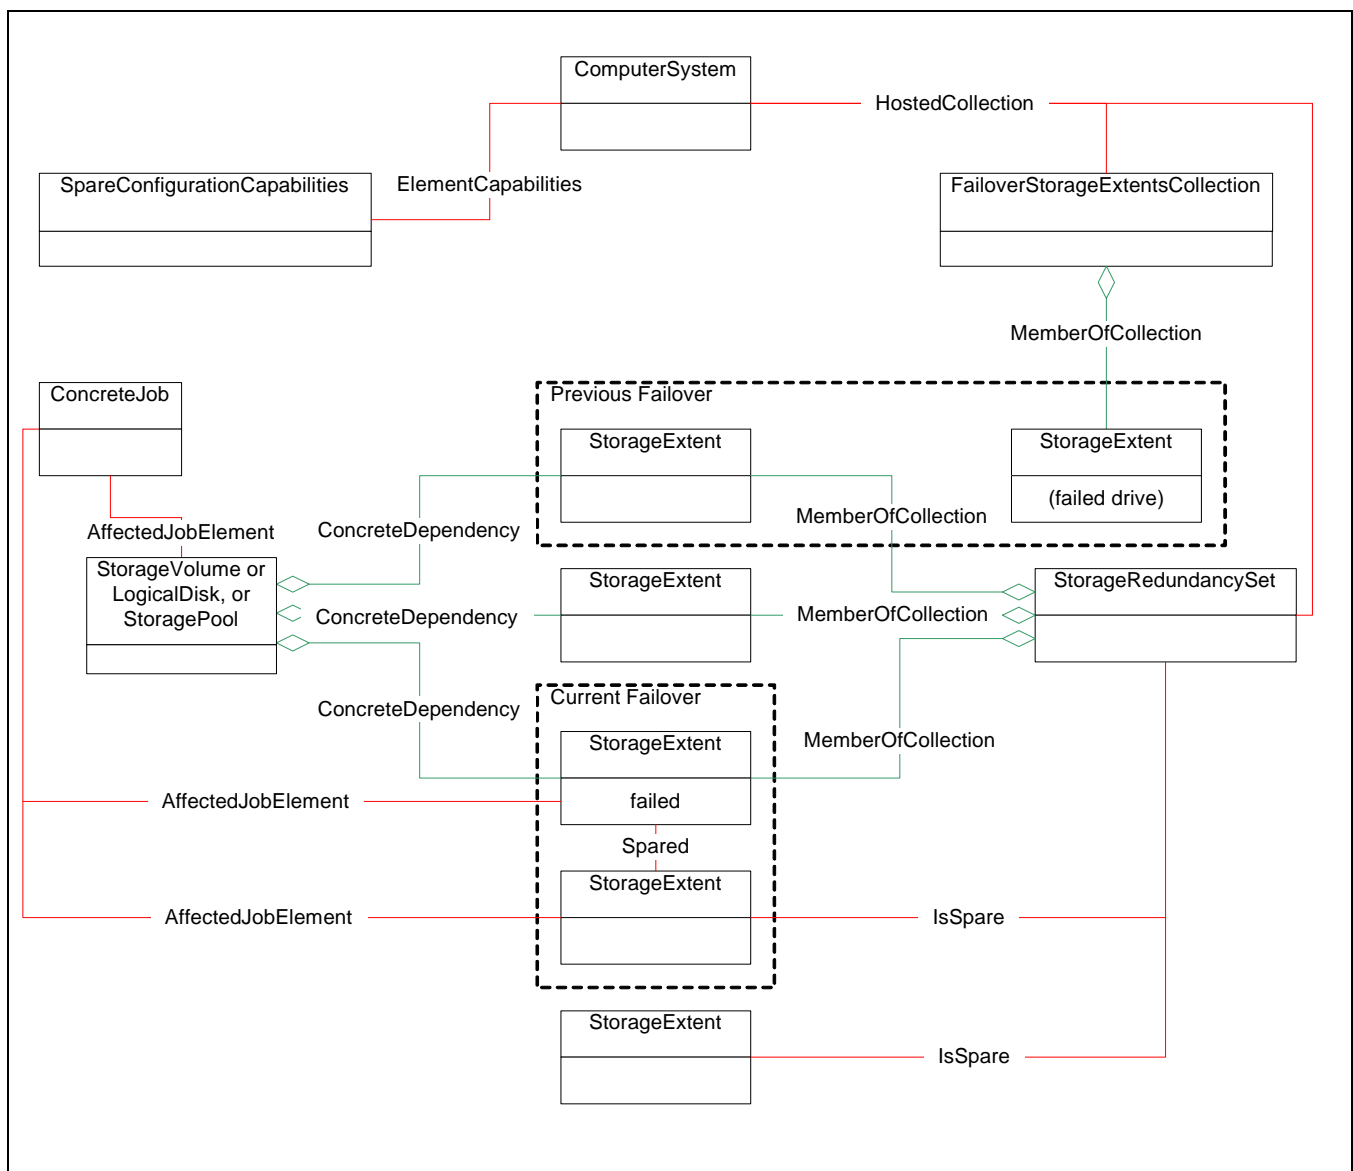 ComputerSystem
HostedCollection
SpareConfigurationCapabilities
ElementCapabilities
FailoverStorageExtentsCollection
MemberOfCollection
ConcreteJob
Previous Failover
StorageExtent
StorageExtent
(failed drive)
MemberOfCollection
ConcreteDependency
AffectedJobElement
StorageVolume or
LogicalDisk, or
StoragePool
StorageExtent
StorageRedundancySet
ConcreteDependency
MemberOfCollection
Current Failover
ConcreteDependency
StorageExtent
MemberOfCollection
AffectedJobElement
failed
Spared
StorageExtent
AffectedJobElement
IsSpare
StorageExtent
IsSpare